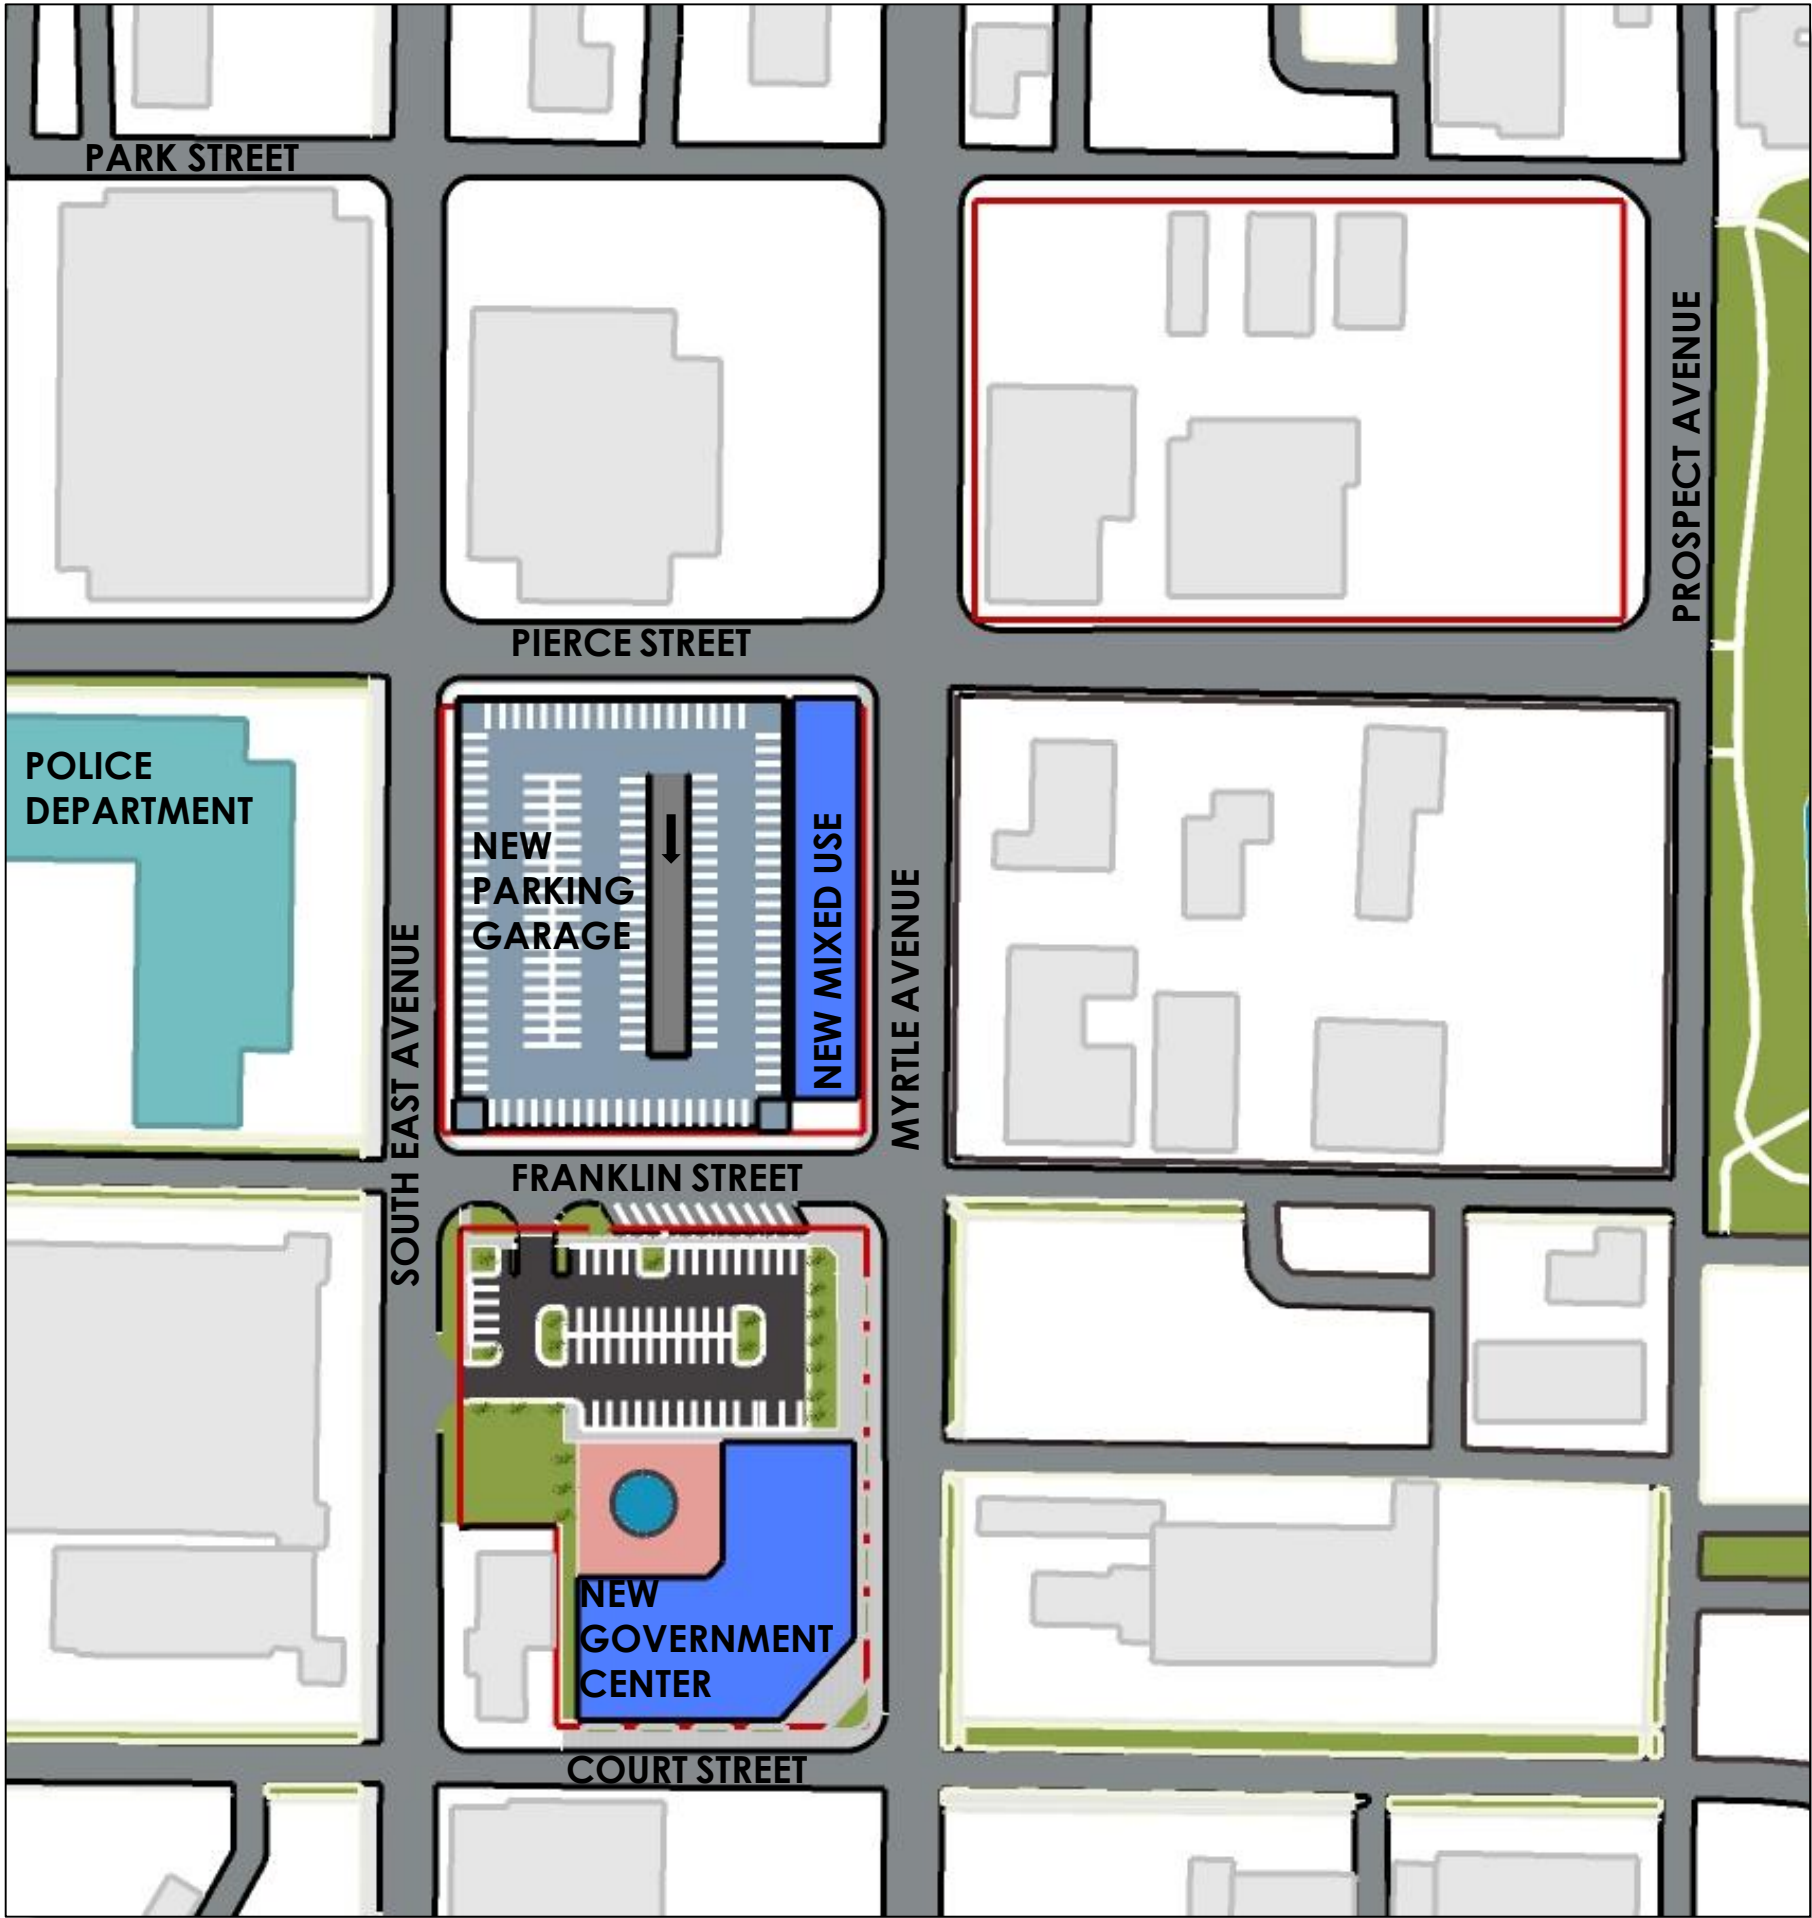 PARK STREET
PROSPECT AVENUE
PIERCE STREET
POLICE
DEPARTMENT
NEW
PARKING
GARAGE
NEW MIXED USE
MYRTLE AVENUE
SOUTH EAST AVENUE
FRANKLIN STREET
NEW
GOVERNMENT
CENTER
COURT STREET